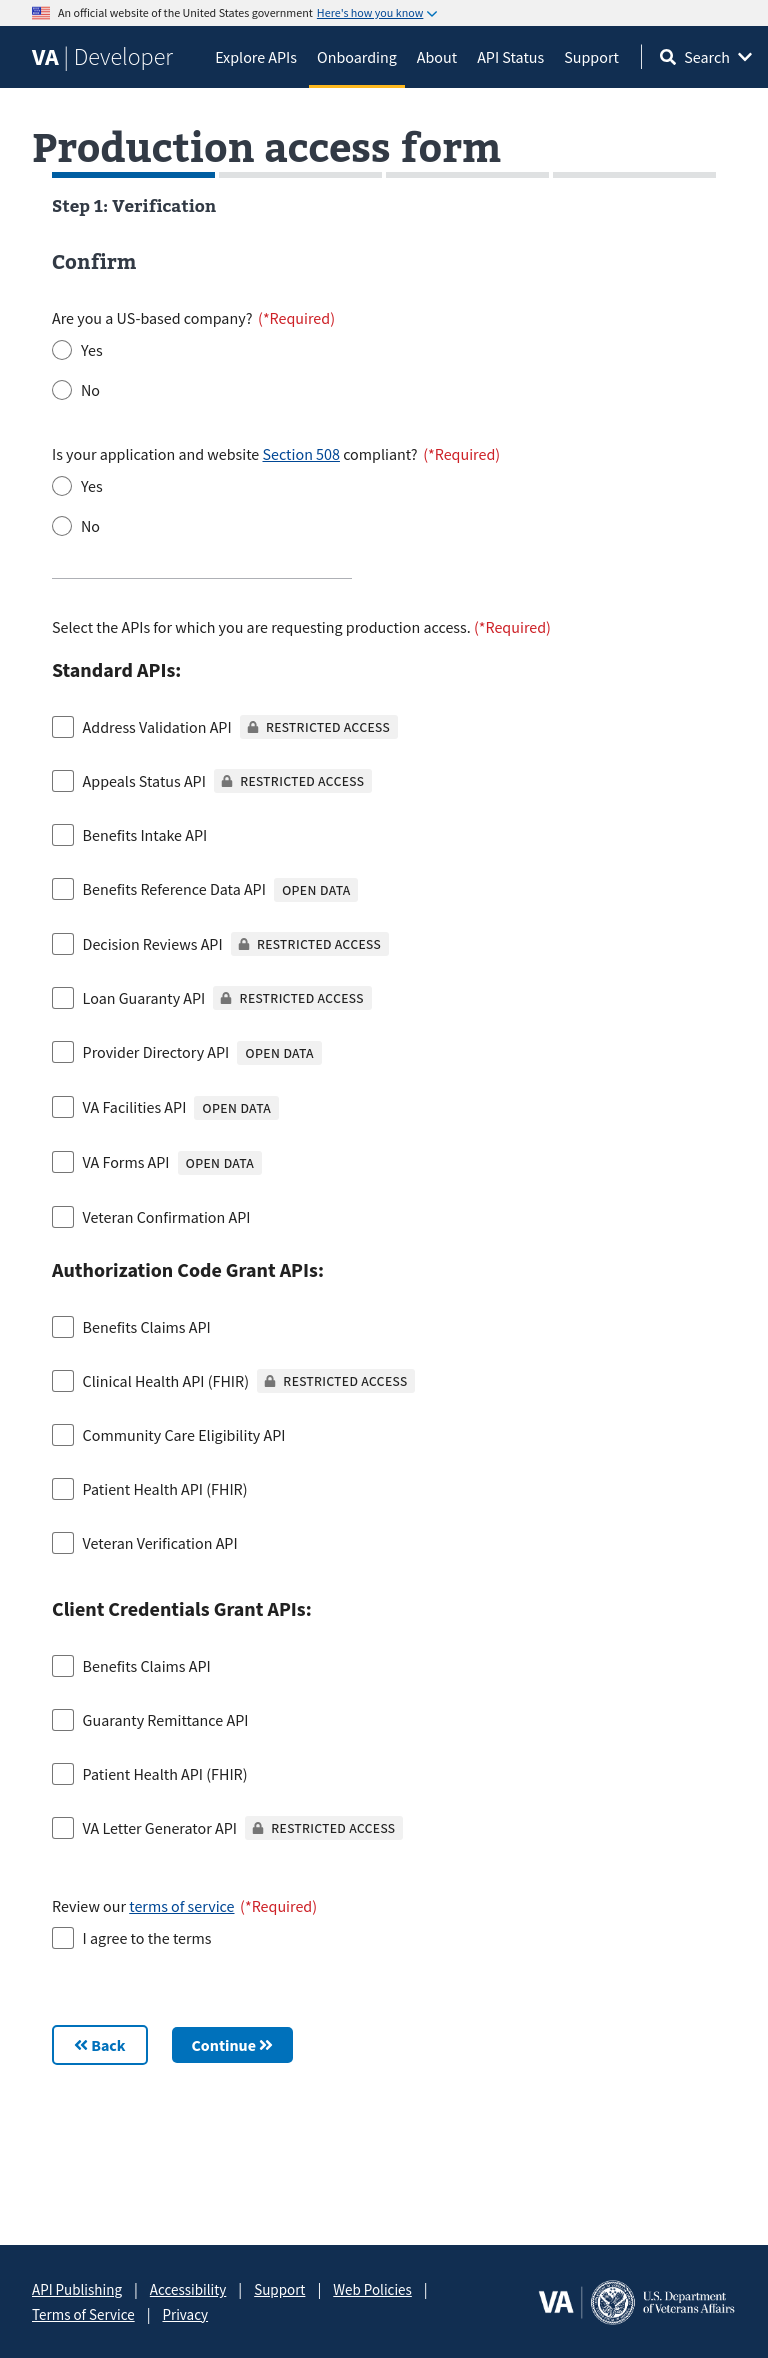 An official website of the United States government Here's how you know
VA | Developer Explore APIs Onboarding About API Status Support Search
Production access form
Step 1: Verification
Confirm
Are you a US-based company? (*Required)
Yes
No
Is your application and website Section 508 compliant? (*Required)
Yes
No
Select the APIs for which you are requesting production access. (*Required)
Standard APIs:
Address Validation API RESTRICTED ACCESS
Appeals Status API RESTRICTED ACCESS
Benefits Intake API
Benefits Reference Data API OPEN DATA
Decision Reviews API RESTRICTED ACCESS
Loan Guaranty API RESTRICTED ACCESS
Provider Directory API OPEN DATA
VA Facilities API OPEN DATA
VA Forms API OPEN DATA
Veteran Confirmation API
Authorization Code Grant APIs:
Benefits Claims API
Clinical Health API (FHIR) RESTRICTED ACCESS
Community Care Eligibility API
Patient Health API (FHIR)
Veteran Verification API
Client Credentials Grant APIs:
Benefits Claims API
Guaranty Remittance API
Patient Health API (FHIR)
VA Letter Generator API RESTRICTED ACCESS
Review our terms of service (*Required)
I agree to the terms
Back Continue
API Publishing | Accessibility | Support | Web Policies |
Terms of Service | Privacy
VA | U.S. Department
of Veterans Affairs